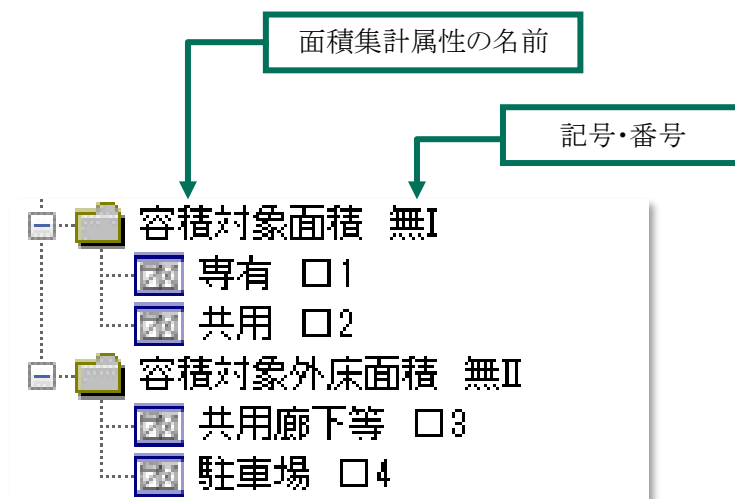 面積集計属性の名前
記号・番号
容積対象面積 無Ⅰ
専有 □1
共用 □2
容積対象外床面積 無Ⅱ
共用廊下等 □3
駐車場 □4